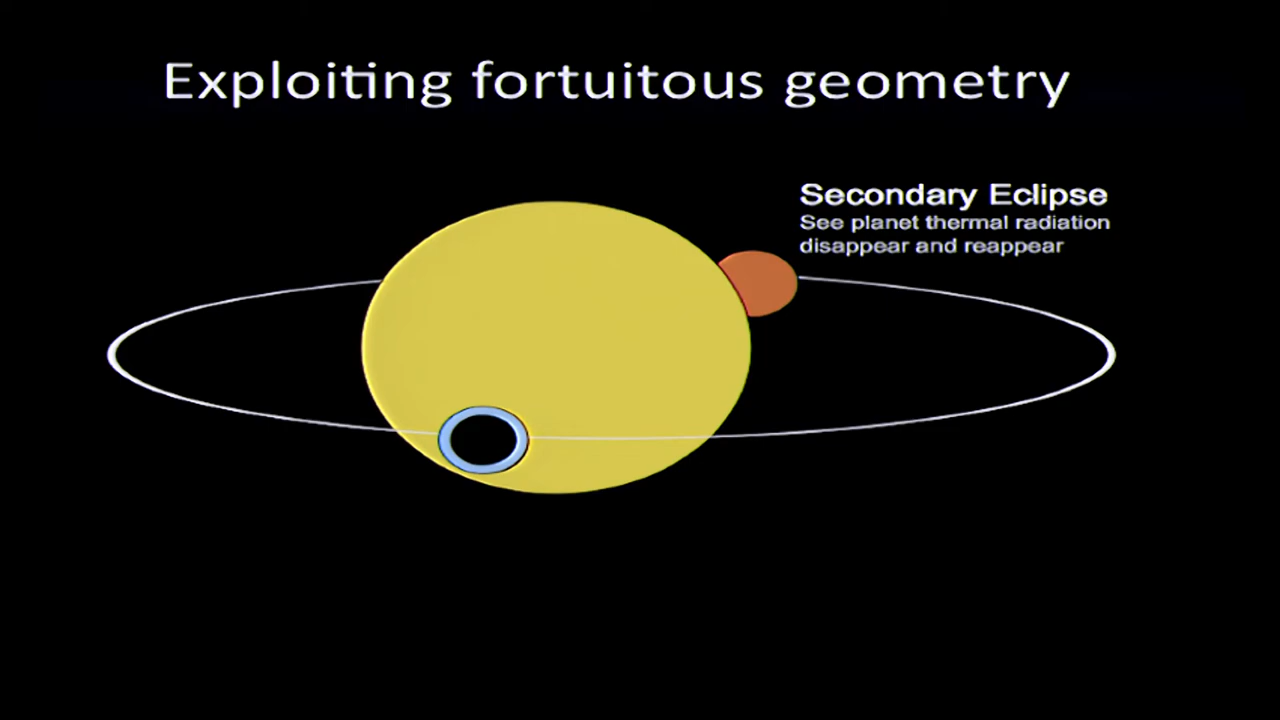 Exploiting fortuitous geometry
Secondary Eclipse
See planet thermal radiation
disappear and reappear